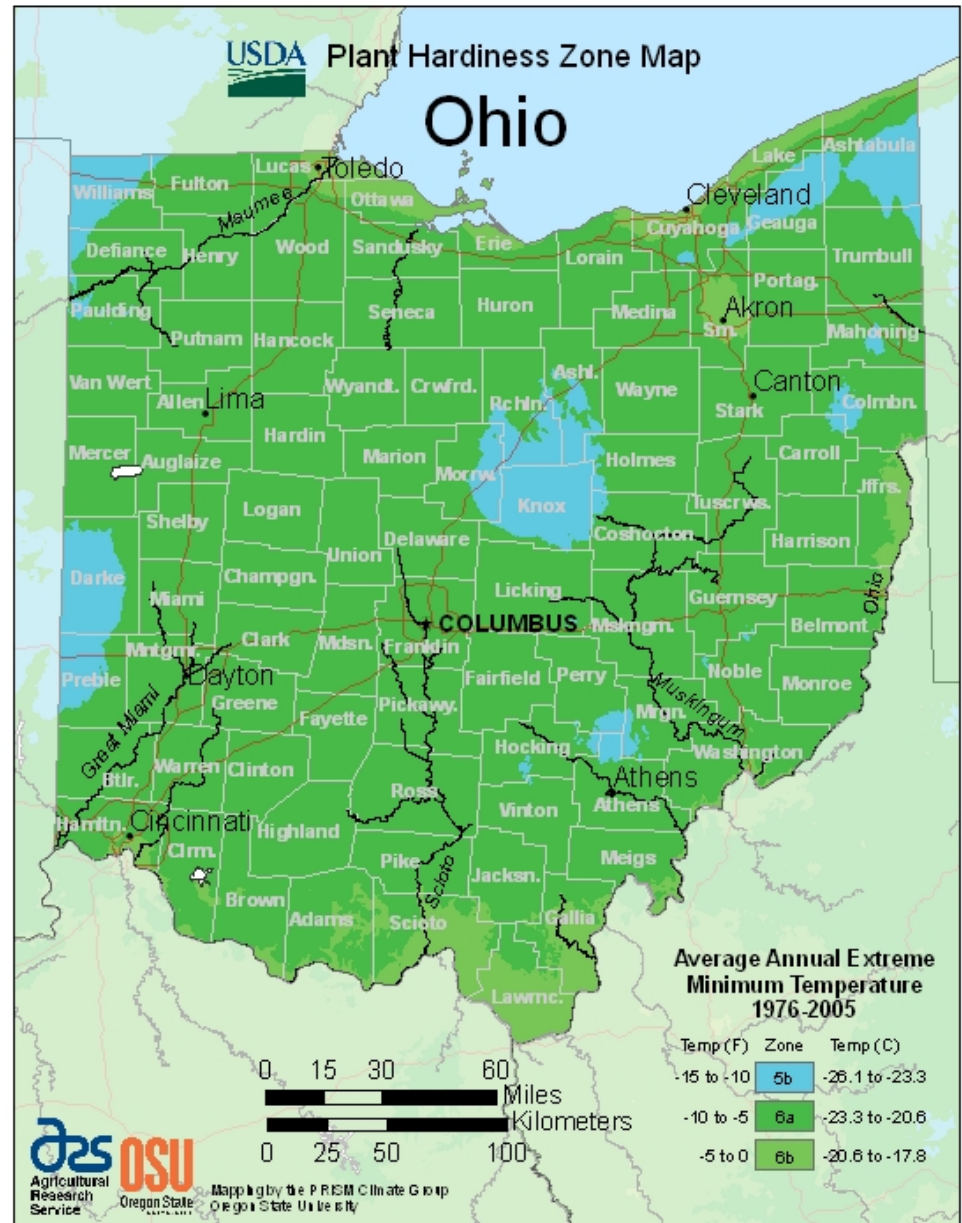 USDA Plant Hardiness Zone Map
Ohio
Lake
Ashtabula
Lucas
Toledo
Williams
Fulton
Ottawa
Cleveland
Maumee
Cuyahoga
Geauga
Defiance
Henry
Wood
Sandusky
Erie
Lorain
Trumbull
Portag.
Paulding
Seneca
Huron
Medina
Akron
Sm.
Mahoning
Putnam
Hancock
Van Wert
Allen
Lima
Wyandt.
Crwfrd.
Rchln.
Ashl.
Wayne
Canton
Stark
Colmbn.
Hardin
Mercer
Auglaize
Marion
Morrw.
Holmes
Carroll
Knox
Jffrs.
Logan
Tuscrws.
Shelby
Coshocton
Harrison
Union
Delaware
Darke
Champgn.
Licking
Guernsey
Ohio
Miami
COLUMBUS
Mskngm.
Belmont
Mntgmr.
Clark
Mdsn.
Franklin
Preble
Dayton
Fairfield
Perry
Noble
Monroe
Greene
Pickawy.
Muskingum
Mrgn.
Great Miami
Fayette
Hocking
Washington
Btlr.
Warren
Clinton
Athens
Ross
Vinton
Athens
Hamltn.
Cincinnati
Highland
Clrm.
Pike
Jacksn.
Meigs
Scioto
Brown
Adams
Scioto
Gallia
Lawrnc.
Average Annual Extreme
Minimum Temperature
1976-2005
Temp (F) Zone Temp (C)
-15 to -10 5b -26.1 to -23.3
-10 to -5 6a -23.3 to -20.6
-5 to 0 6b -20.6 to -17.8
0 15 30 60
Miles
Kilometers
0 25 50 100
ars
Agricultural
Research
Service
OSU
Oregon State
UNIVERSITY
Mapping by the PRISM Climate Group
Oregon State University